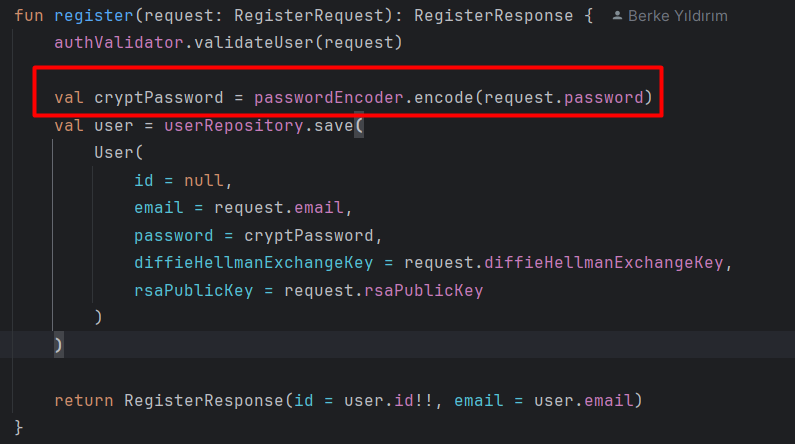 fun register(request: RegisterRequest): RegisterResponse { Berke Yıldırım
authValidator.validateUser(request)
val cryptPassword = passwordEncoder.encode(request.password)
val user = userRepository.save(
User(
id = null,
email = request.email,
password = cryptPassword,
diffieHellmanExchangeKey = request.diffieHellmanExchangeKey,
rsaPublicKey = request.rsaPublicKey
)
)
return RegisterResponse(id = user.id!!, email = user.email)
}